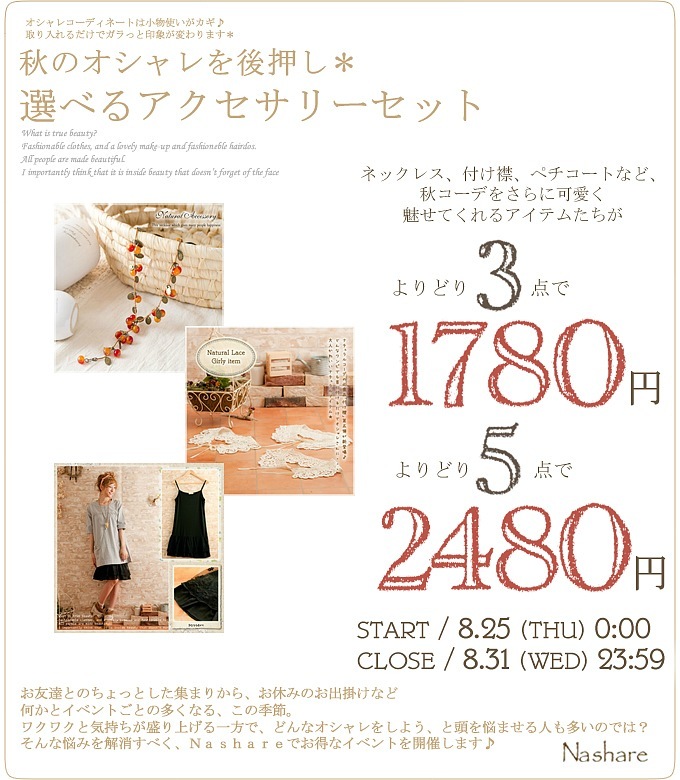 オシャレコーディネートは小物使いがカギ♪
取り入れるだけでガラっと印象が変わります＊
秋のオシャレを後押し＊
選べるアクセサリーセット
What is true beauty?
Fashionable clothes, and a lovely make-up and fashioneble hairdos.
All people are made beautiful.
I importantly think that it is inside beauty that doesn't forget of the face
ネックレス、付け襟、ペチコートなど、
秋コーデをさらに可愛く
魅せてくれるアイテムたちが
よりどり3点で
1780円
よりどり5点で
2480円
Natural Accessory
Natural Lace
Girly item
START / 8.25 (THU) 0:00
CLOSE / 8.31 (WED) 23:59
お友達とのちょっとした集まりから、お休みのお出掛けなど
何かとイベントごとの多くなる、この季節。
ワクワクと気持ちが盛り上げる一方で、どんなオシャレをしよう、と頭を悩ませる人も多いのでは？
そんな悩みを解消すべく、Ｎａｓｈａｒｅでお得なイベントを開催します♪
Nashare